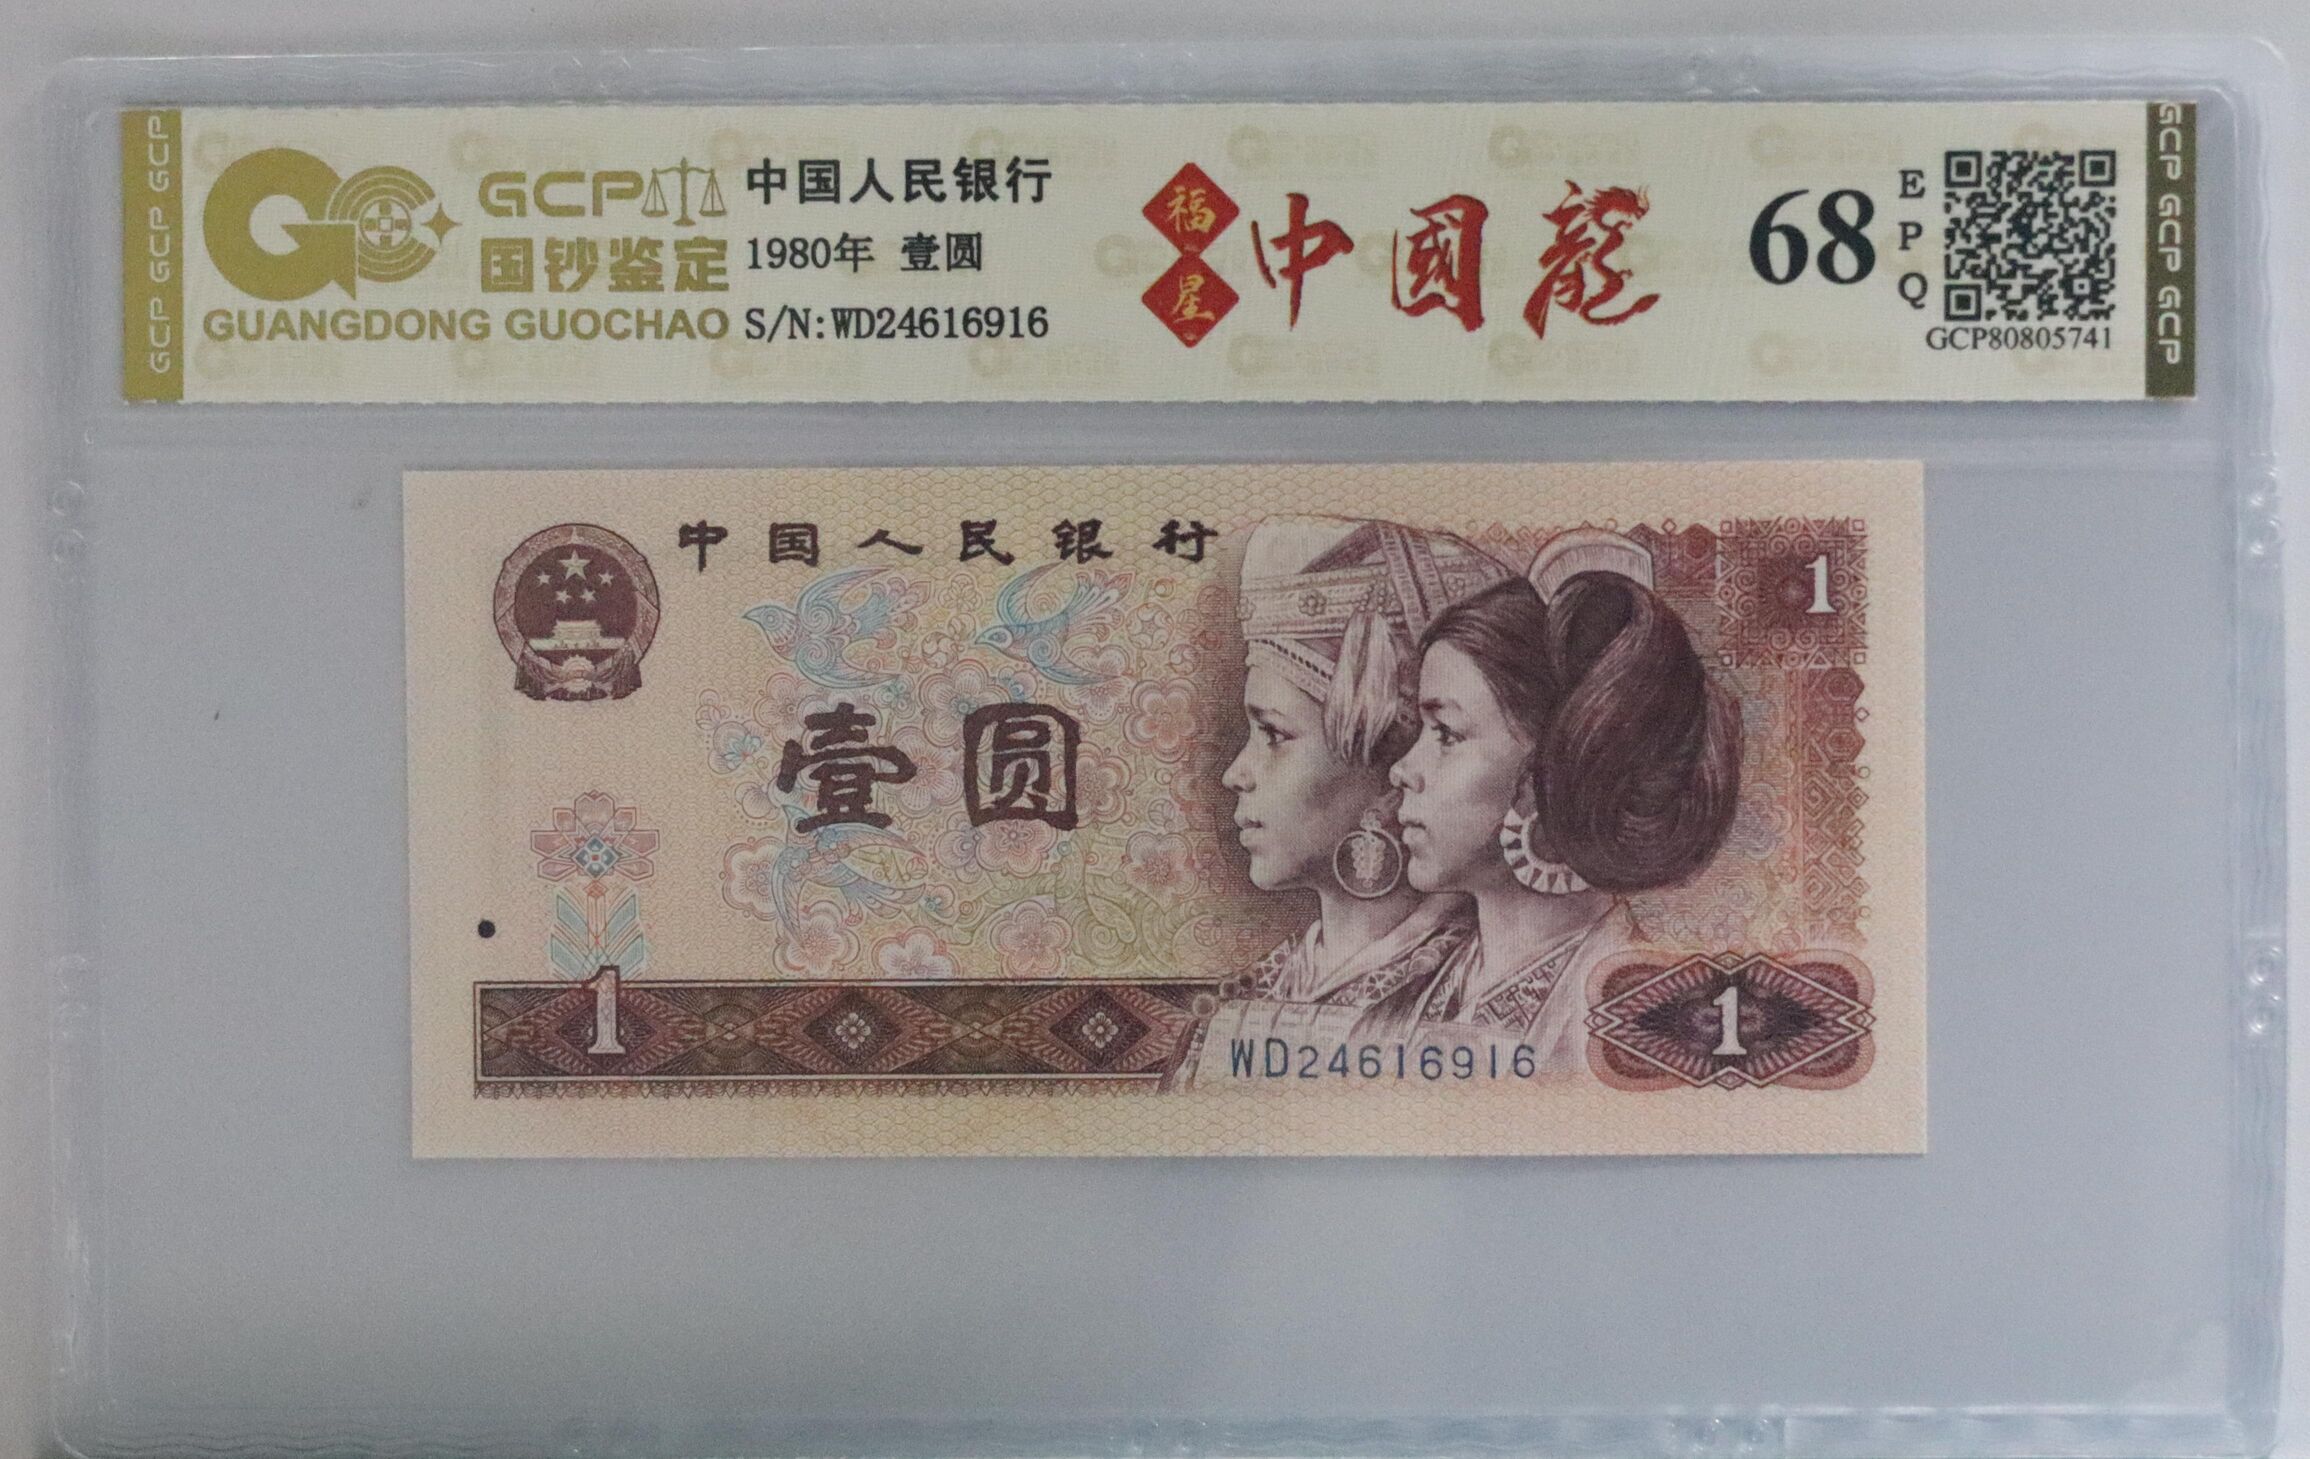 GCP GCP GCP
GCP
国钞鉴定
GUANGDONG GUOCHAO
中国人民银行
1980年 壹圆
S/N:WD24616916
福星
中國龍
68
EPQ
GCP80805741
GCP GCP GCP
中国人民银行
1
壹圆
1
WD24616916
1